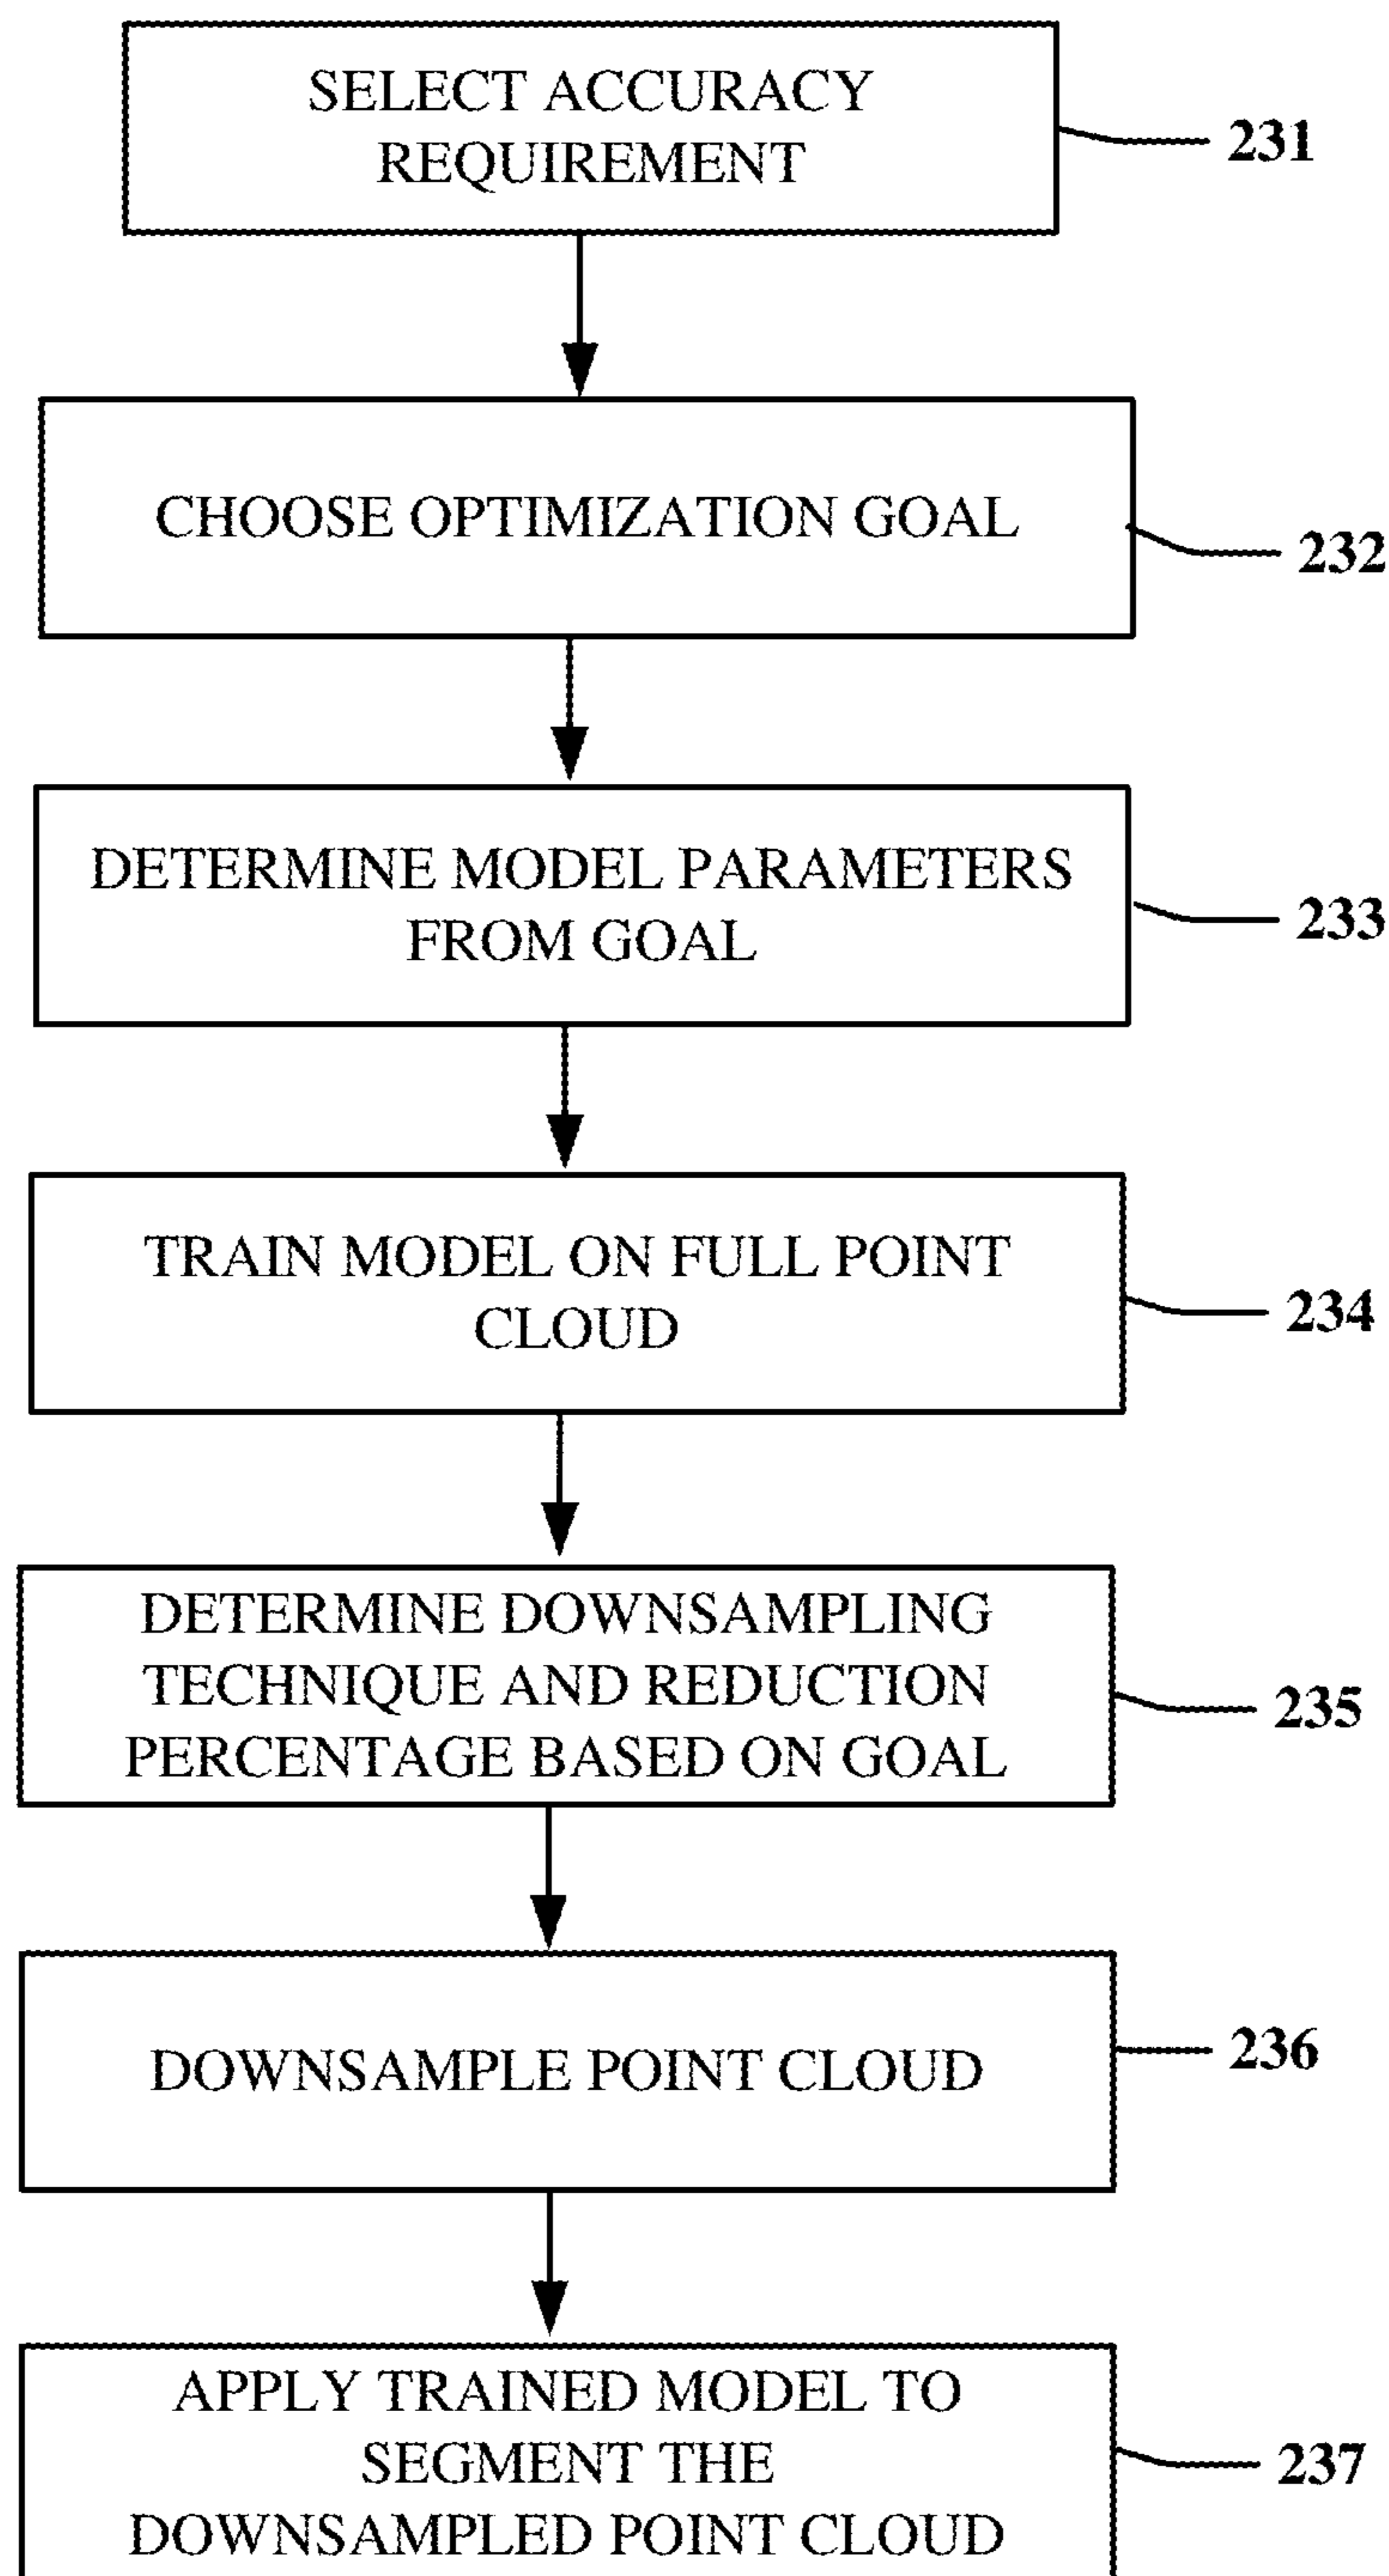 SELECT ACCURACY
REQUIREMENT
231
CHOOSE OPTIMIZATION GOAL
232
DETERMINE MODEL PARAMETERS
FROM GOAL
233
TRAIN MODEL ON FULL POINT
CLOUD
234
DETERMINE DOWNSAMPLING
TECHNIQUE AND REDUCTION
PERCENTAGE BASED ON GOAL
235
DOWNSAMPLE POINT CLOUD
236
APPLY TRAINED MODEL TO
SEGMENT THE
DOWNSAMPLED POINT CLOUD
237